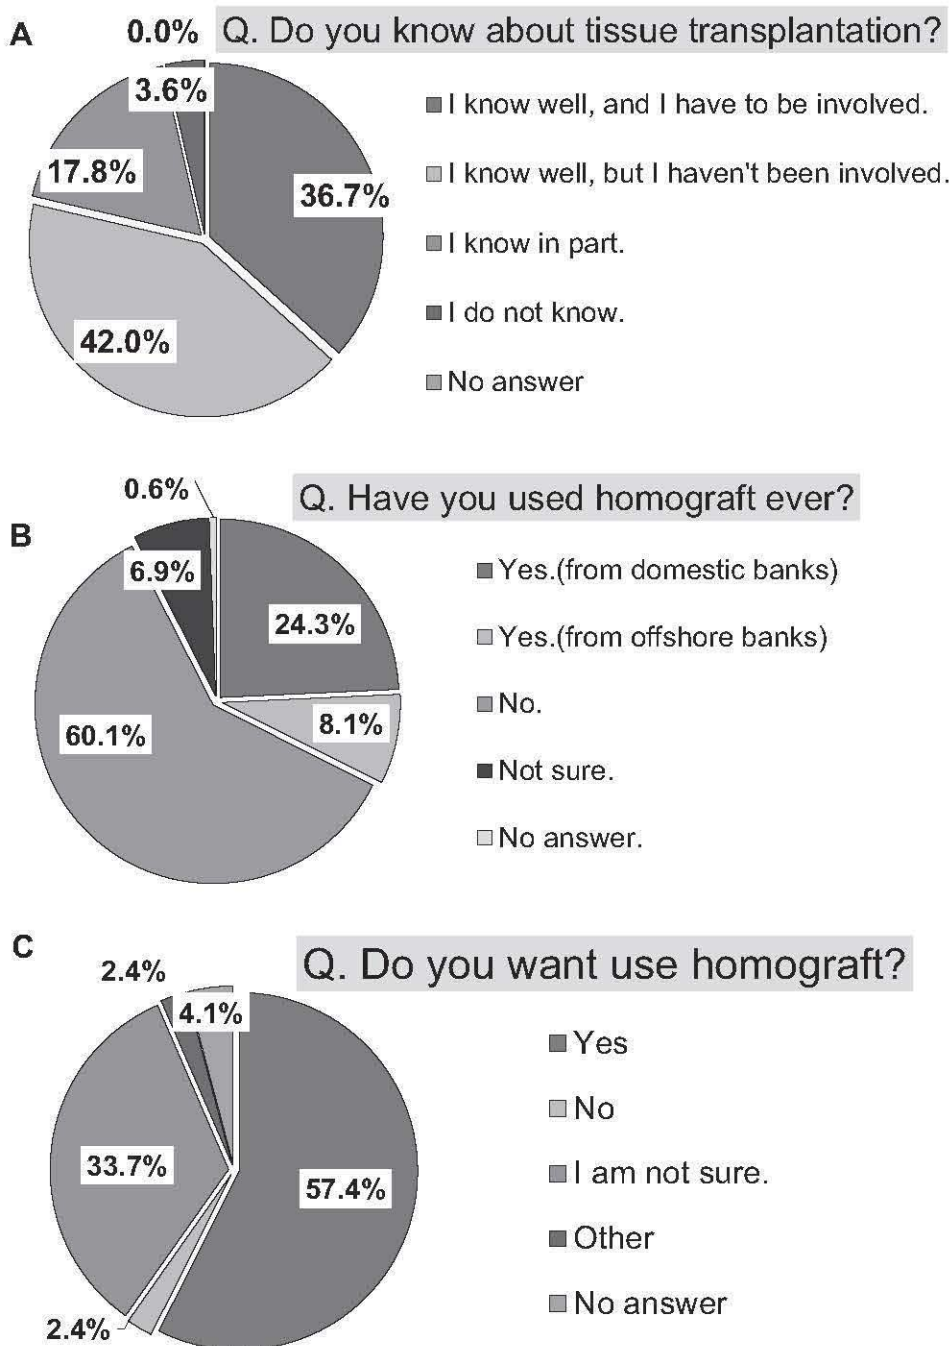 A
0.0%
Q. Do you know about tissue transplantation?
3.6%
17.8%
36.7%
42.0%
I know well, and I have to be involved.
I know well, but I haven't been involved.
I know in part.
I do not know.
No answer
B
0.6%
Q. Have you used homograft ever?
6.9%
24.3%
8.1%
60.1%
Yes.(from domestic banks)
Yes.(from offshore banks)
No.
Not sure.
No answer.
C
2.4%
Q. Do you want use homograft?
4.1%
33.7%
57.4%
2.4%
Yes
No
I am not sure.
Other
No answer